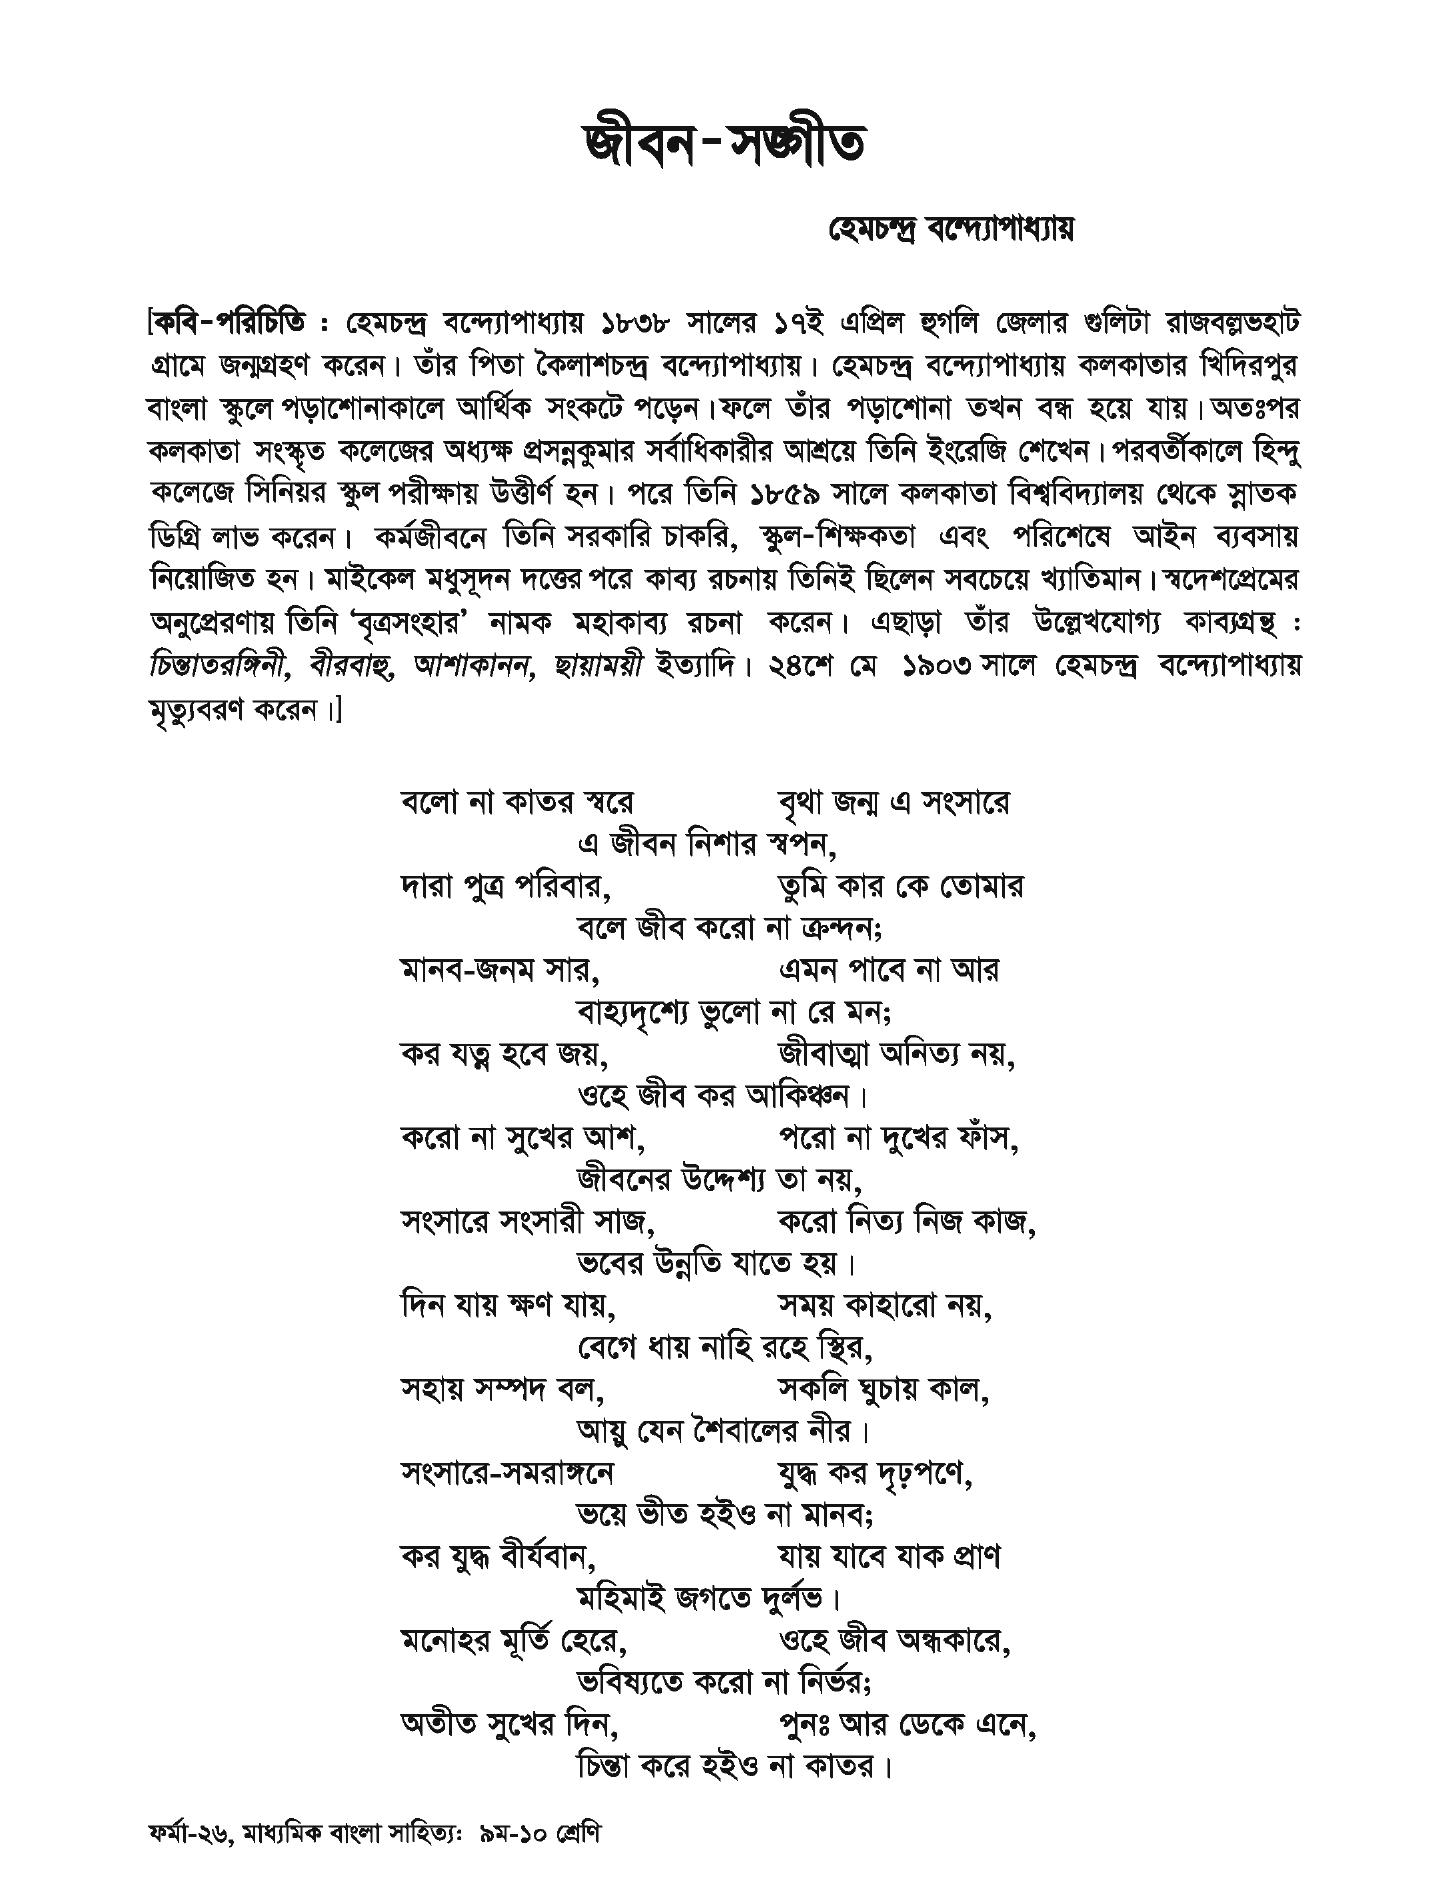 জীবন-সঙ্গীত
হেমচন্দ্র বন্দ্যোপাধ্যায়
[কবি-পরিচিতি : হেমচন্দ্র বন্দ্যোপাধ্যায় ১৮৩৮ সালের ১৭ই এপ্রিল হুগলি জেলার গুলিটা রাজবল্লভহাট
গ্রামে জন্মগ্রহণ করেন। তাঁর পিতা কৈলাশচন্দ্র বন্দ্যোপাধ্যায়। হেমচন্দ্র বন্দ্যোপাধ্যায় কলকাতার খিদিরপুর
বাংলা স্কুলে পড়াশোনাকালে আর্থিক সংকটে পড়েন। ফলে তাঁর পড়াশোনা তখন বন্ধ হয়ে যায়। অতঃপর
কলকাতা সংস্কৃত কলেজের অধ্যক্ষ প্রসন্নকুমার সর্বাধিকারীর আশ্রয়ে তিনি ইংরেজি শেখেন। পরবর্তীকালে হিন্দু
কলেজে সিনিয়র স্কুল পরীক্ষায় উত্তীর্ণ হন। পরে তিনি ১৮৫৯ সালে কলকাতা বিশ্ববিদ্যালয় থেকে স্নাতক
ডিগ্রি লাভ করেন। কর্মজীবনে তিনি সরকারি চাকরি, স্কুল-শিক্ষকতা এবং পরিশেষে আইন ব্যবসায়
নিয়োজিত হন। মাইকেল মধুসূদন দত্তের পরে কাব্য রচনায় তিনিই ছিলেন সবচেয়ে খ্যাতিমান। স্বদেশপ্রেমের
অনুপ্রেরণায় তিনি ‘বৃত্রসংহার’ নামক মহাকাব্য রচনা করেন। এছাড়া তাঁর উল্লেখযোগ্য কাব্যগ্রন্থ :
চিন্তাতরঙ্গিনী, বীরবাহু, আশাকানন, ছায়াময়ী ইত্যাদি। ২৪শে মে ১৯০৩ সালে হেমচন্দ্র বন্দ্যোপাধ্যায়
মৃত্যুবরণ করেন।]
বলো না কাতর স্বরে বৃথা জন্ম এ সংসারে
এ জীবন নিশার স্বপন,
দারা পুত্র পরিবার, তুমি কার কে তোমার
বলে জীব করো না ক্রন্দন;
মানব-জনম সার, এমন পাবে না আর
বাহ্যদৃশ্যে ভুলো না রে মন;
কর যত্ন হবে জয়, জীবাত্মা অনিত্য নয়,
ওহে জীব কর আকিঞ্চন।
করো না সুখের আশ, পরো না দুখের ফাঁস,
জীবনের উদ্দেশ্য তা নয়,
সংসারে সংসারী সাজ, করো নিত্য নিজ কাজ,
ভবের উন্নতি যাতে হয়।
দিন যায় ক্ষণ যায়, সময় কাহারো নয়,
বেগে ধায় নাহি রহে স্থির,
সহায় সম্পদ বল, সকলি ঘুচায় কাল,
আয়ু যেন শৈবালের নীর।
সংসারে-সমরাঙ্গনে যুদ্ধ কর দৃঢ়পণে,
ভয়ে ভীত হইও না মানব;
কর যুদ্ধ বীর্যবান, যায় যাবে যাক প্রাণ
মহিমাই জগতে দুর্লভ।
মনোহর মূর্তি হেরে, ওহে জীব অন্ধকারে,
ভবিষ্যতে করো না নির্ভর;
অতীত সুখের দিন, পুনঃ আর ডেকে এনে,
চিন্তা করে হইও না কাতর।
ফর্মা-২৬, মাধ্যমিক বাংলা সাহিত্যঃ ৯ম-১০ শ্রেণি